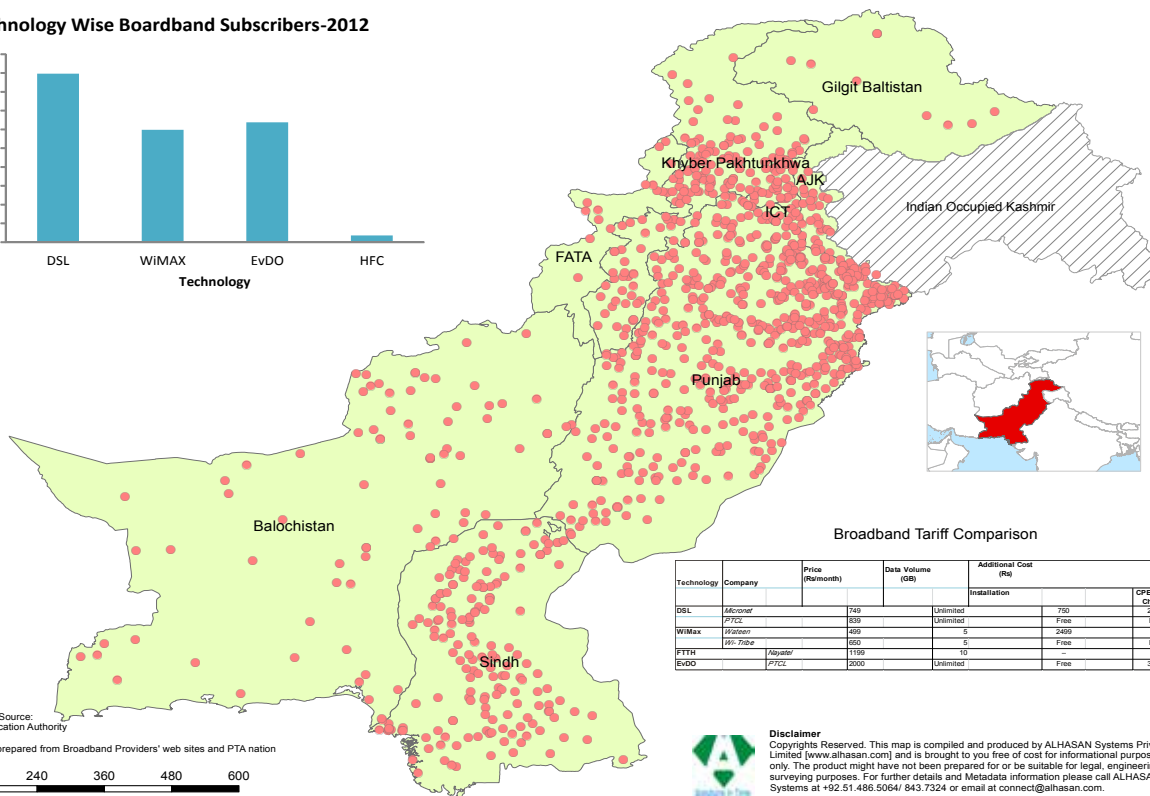 hnology Wise Boardband Subscribers-2012
DSL WiMAX EvDO HFC
Technology
Gilgit Baltistan
Khyber Pakhtunkhwa
AJK
Indian Occupied Kashmir
ICT
FATA
Punjab
Balochistan
Sindh
Broadband Tariff Comparison
Technology Company Price (Rs/month) Data Volume (GB) Additional Cost (Rs)
Installation CPE Ch
DSL Micronet 749 Unlimited 750 2
PTCL 839 Unlimited Free
WiMax Wateen 499 5 2499
Wi-Tribe 650 5 Free
FTTH Nayatel 1199 10 –
EvDO PTCL 2000 Unlimited Free 3
Source:
cation Authority
prepared from Broadband Providers' web sites and PTA nation
240 360 480 600
Disclaimer
Copyrights Reserved. This map is compiled and produced by ALHASAN Systems Priv
Limited [www.alhasan.com] and is brought to you free of cost for informational purpos
only. The product might have not been prepared for or be suitable for legal, engineeri
surveying purposes. For further details and Metadata information please call ALHASA
Systems at +92.51.486.5064/ 843.7324 or email at connect@alhasan.com.